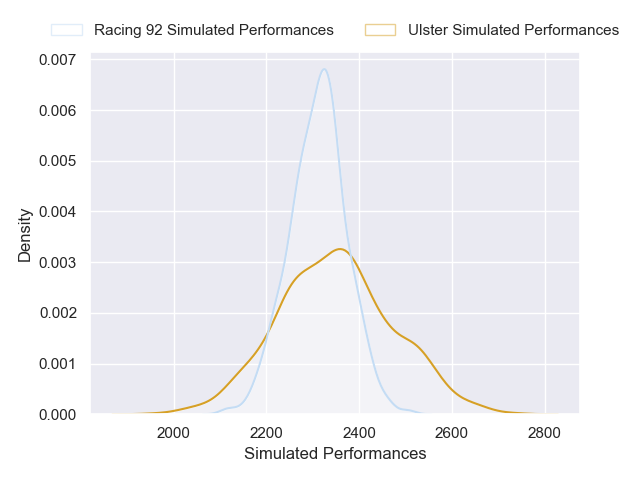 Racing 92 Simulated Performances Ulster Simulated Performances
0.007
0.006
0.005
0.004
0.003
0.002
0.001
0.000
Density
2000 2200 2400 2600 2800
Simulated Performances